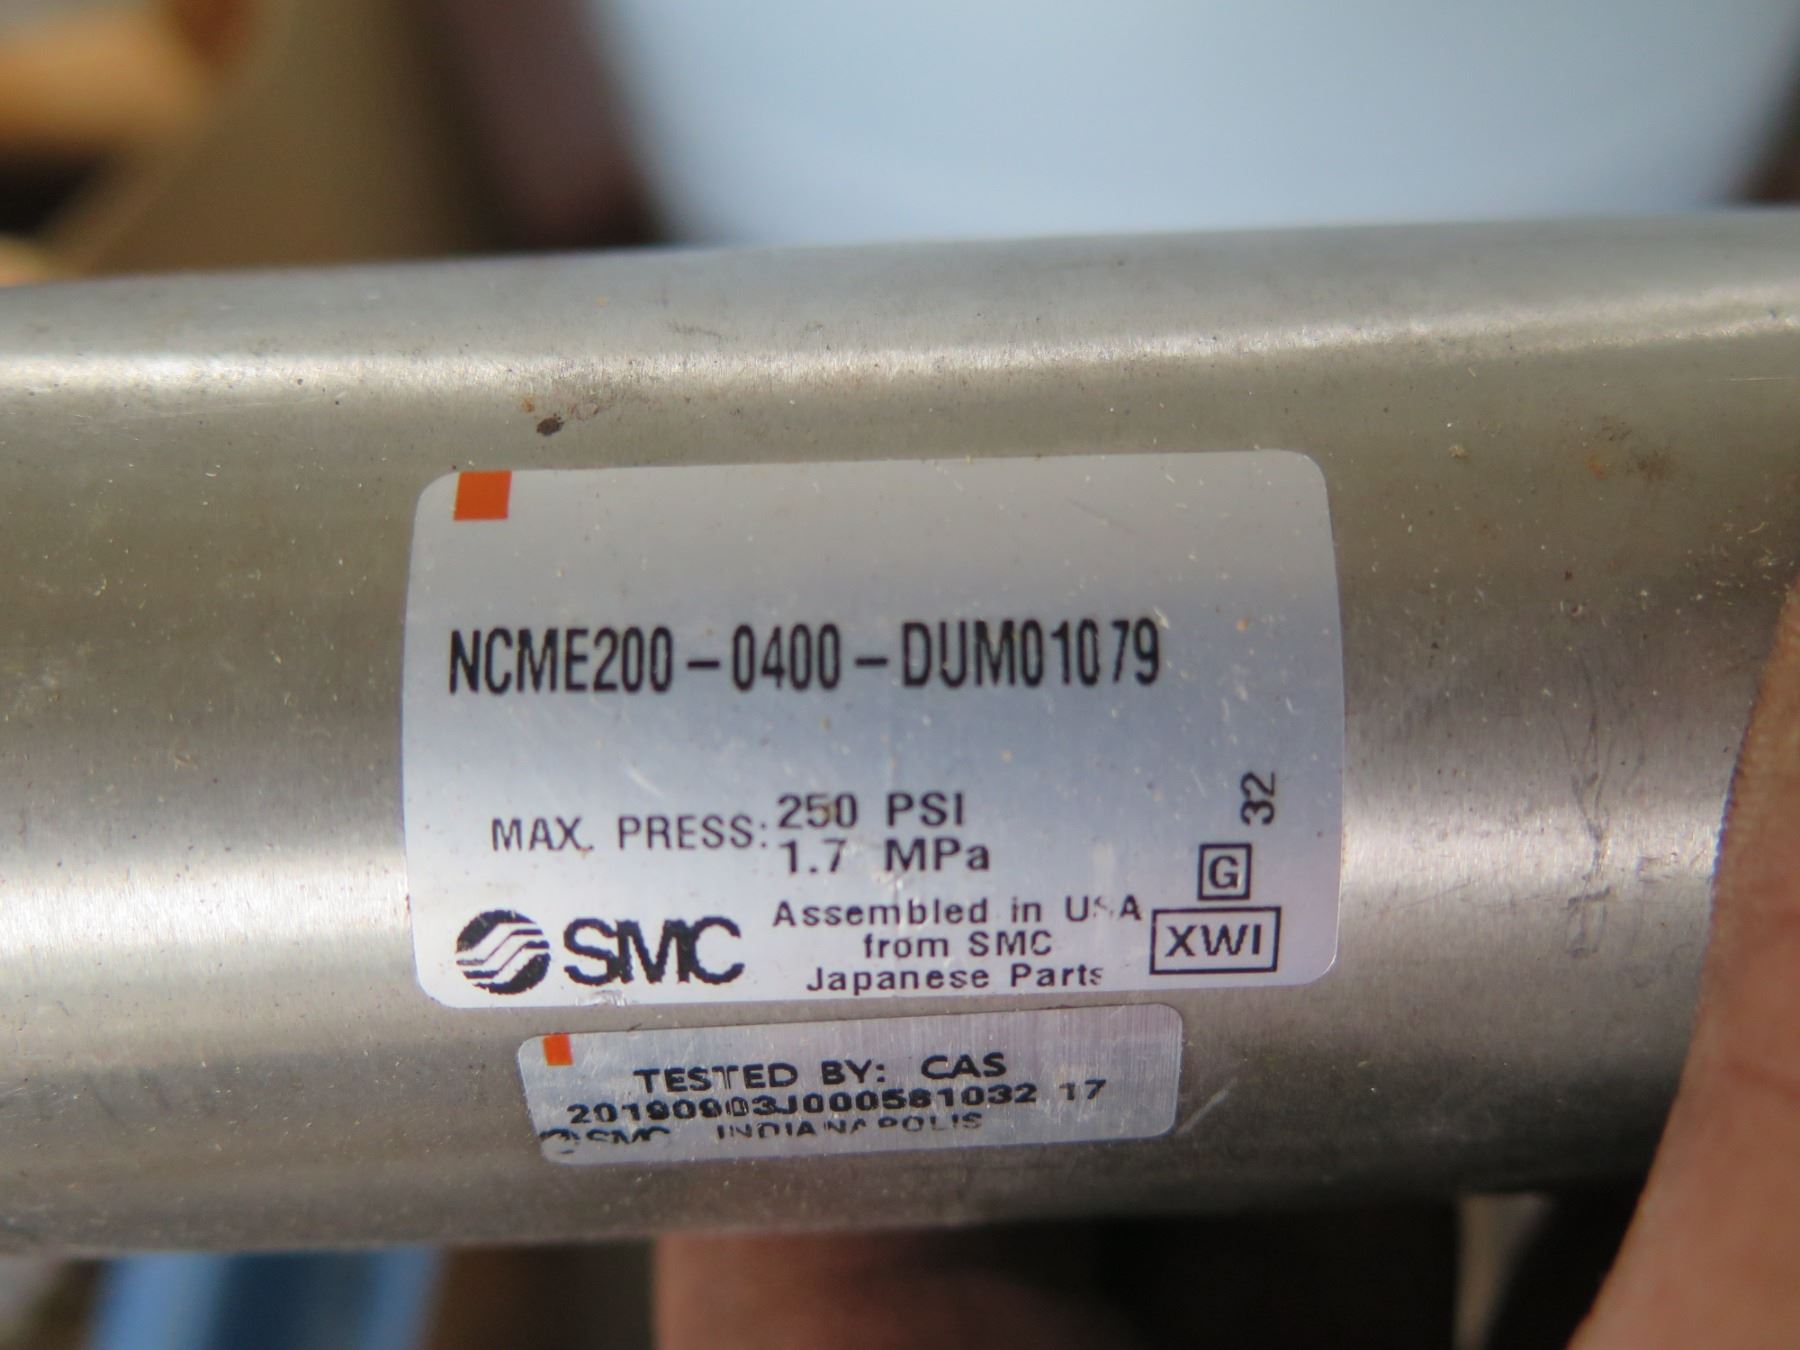 NCME200-0400-DUM01079
32
MAX. PRESS: 250 PSI
1.7 MPa
G
SMC
Assembled in USA
from SMC
Japanese Parts
XWI
TESTED BY: CAS
20190903J000581032 17
SMC INDIANAPOLIS